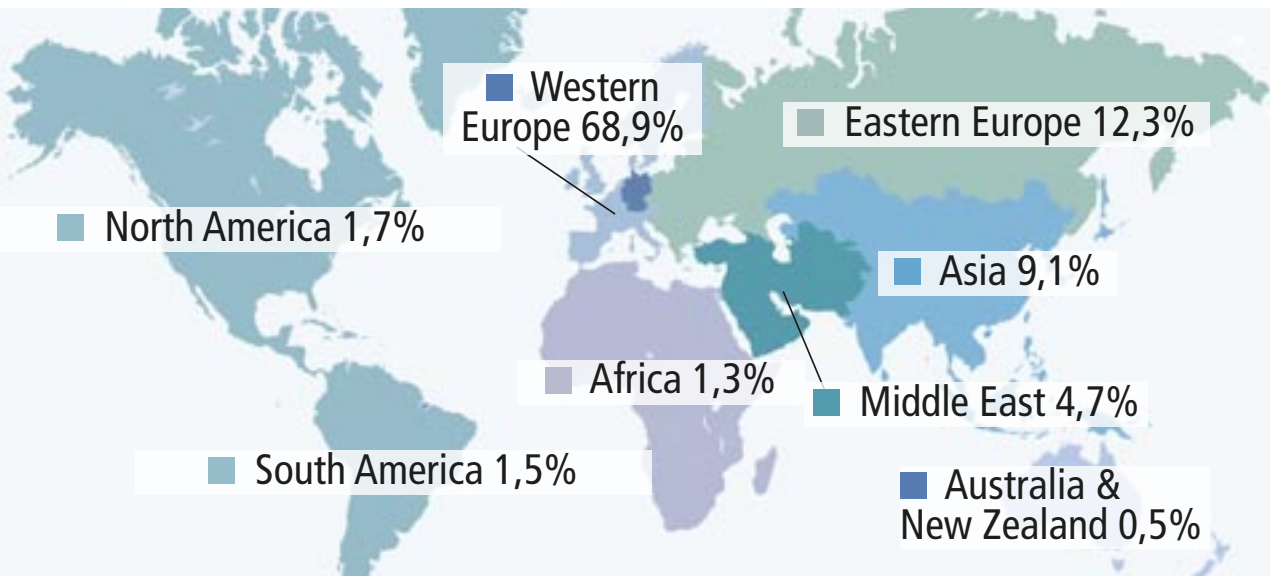 Western
Europe 68,9%
Eastern Europe 12,3%
North America 1,7%
Asia 9,1%
Africa 1,3%
Middle East 4,7%
South America 1,5%
Australia &
New Zealand 0,5%